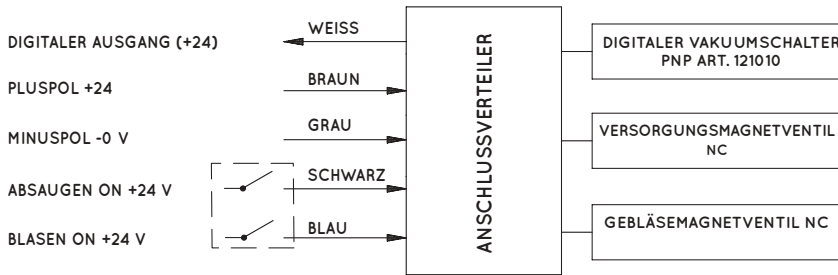 DIGITALER AUSGANG (+24)
WEISS
PLUSPOL +24
BRAUN
MINUSPOL -0 V
GRAU
ABSAUGEN ON +24 V
SCHWARZ
BLASEN ON +24 V
BLAU
ANSCHLUSSVERTEILER
DIGITALER VAKUUMSCHALTER
PNP ART. 121010
VERSORGUNGSMAGNETVENTIL
NC
GEBLÄSEMAGNETVENTIL NC